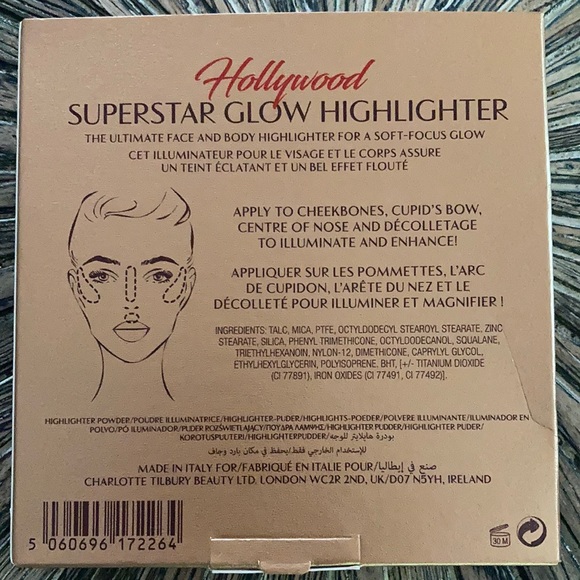 Hollywood
SUPERSTAR GLOW HIGHLIGHTER
THE ULTIMATE FACE AND BODY HIGHLIGHTER FOR A SOFT-FOCUS GLOW
CET ILLUMINATEUR POUR LE VISAGE ET LE CORPS ASSURE
UN TEINT ÉCLATANT ET UN BEL EFFET FLOUTÉ
APPLY TO CHEEKBONES, CUPID'S BOW,
CENTRE OF NOSE AND DÉCOLLETAGE
TO ILLUMINATE AND ENHANCE!
APPLIQUER SUR LES POMMETTES, L'ARC
DE CUPIDON, L'ARÊTE DU NEZ ET LE
DÉCOLLETÉ POUR ILLUMINER ET MAGNIFIER !
INGREDIENTS: TALC, MICA, PTFE, OCTYLDODECYL STEAROYL STEARATE, ZINC
STEARATE, SILICA, PHENYL TRIMETHICONE, OCTYLDODECANOL, SQUALANE,
TRIETHYLHEXANOIN, NYLON-12, DIMETHICONE, CAPRYLYL GLYCOL,
ETHYLHEXYLGLYCERIN, POLYISOPRENE. BHT, [+/- TITANIUM DIOXIDE
(CI 77891), IRON OXIDES (CI 77491, CI 77492)].
HIGHLIGHTER POWDER/POUDRE ILLUMINATRICE/HIGHLIGHTER-PUDER/HIGHLIGHTS-POEDER/POLVERE ILLUMINANTE/ILUMINADOR EN
POLVO/PÓ ILUMINADOR/PUDER ROZŚWIETLAJĄCY/ΠΟΥΔΡΑ ΛΑΜΨΗΣ/HIGHLIGHTER PUDDER/HIGHLIGHTER PUDER/
KOROTUSPUUTERI/HIGHLIGHTERPUDDER/بودرة هايلايتر للوجه
للاستخدام الخارجي فقط/يحفظ في مكان بارد وجاف
MADE IN ITALY FOR/FABRIQUÉ EN ITALIE POUR/صنع في إيطاليا
CHARLOTTE TILBURY BEAUTY LTD, LONDON WC2R 2ND, UK/D07 N5YH, IRELAND
5 060696 172264
30 M